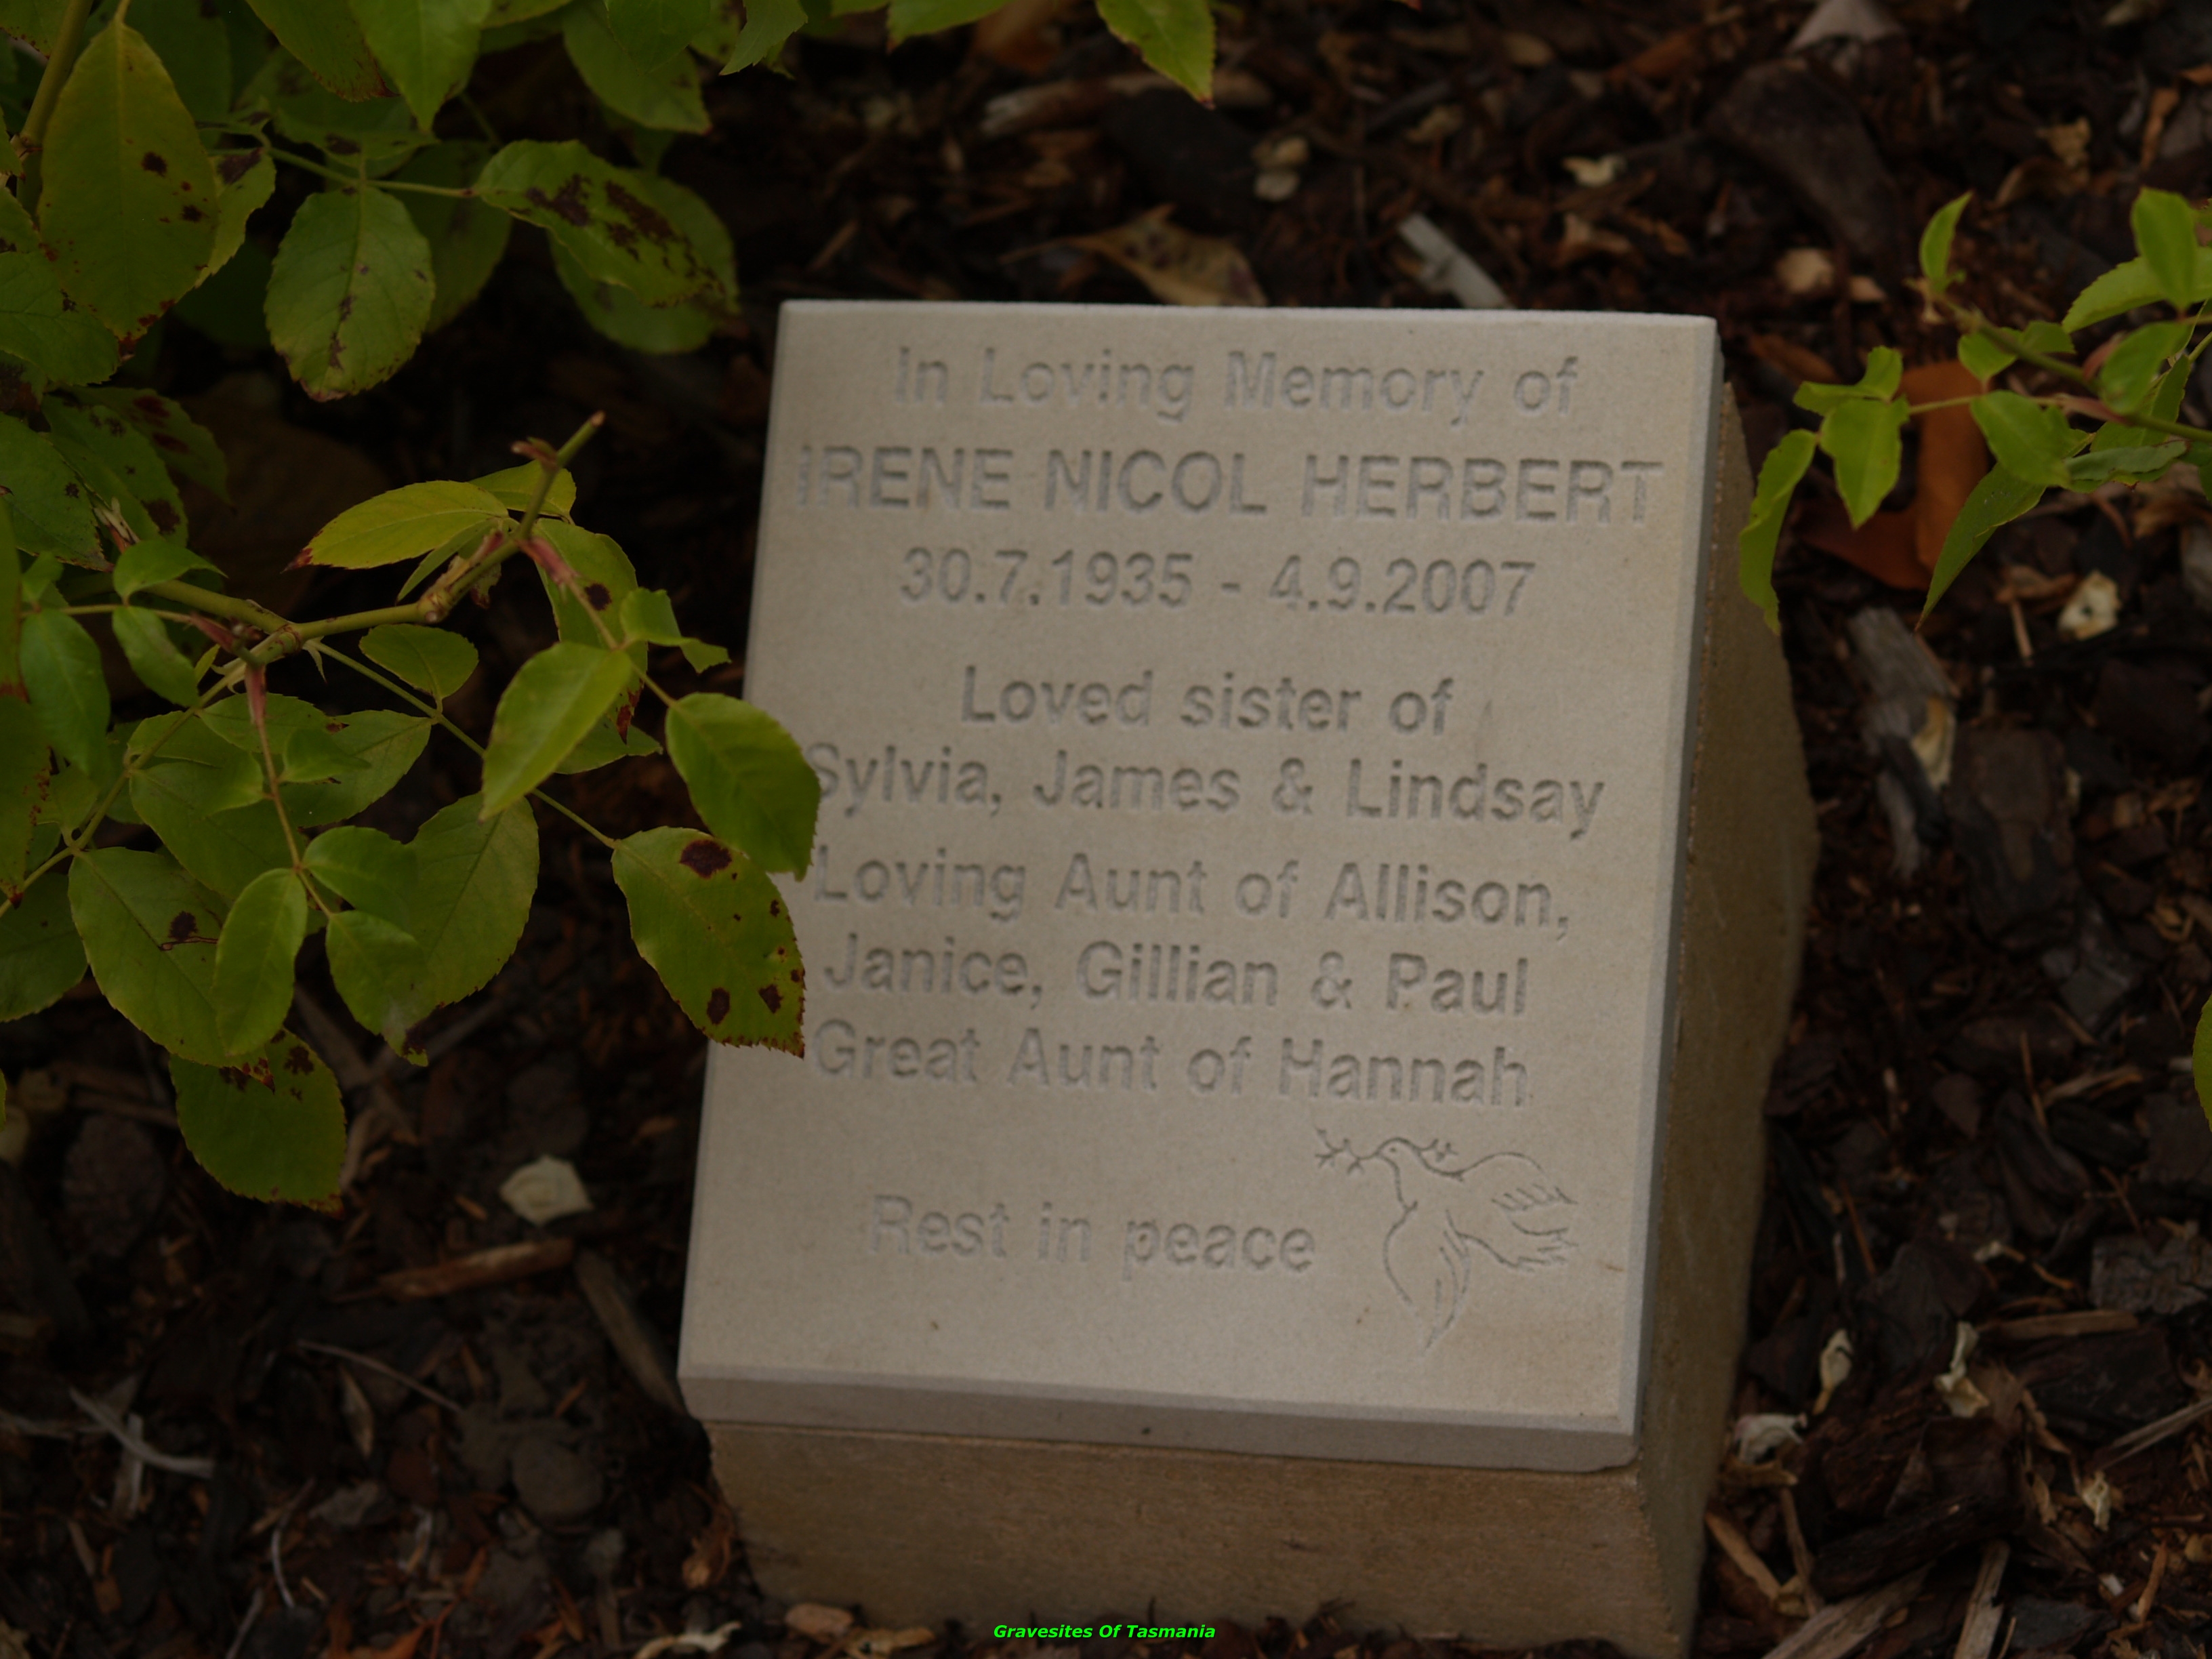 In Loving Memory of
IRENE NICOL HERBERT
30.7.1935 - 4.9.2007
Loved sister of
Sylvia, James & Lindsay
Loving Aunt of Allison,
Janice, Gillian & Paul
Great Aunt of Hannah
Rest in peace
Gravesites Of Tasmania